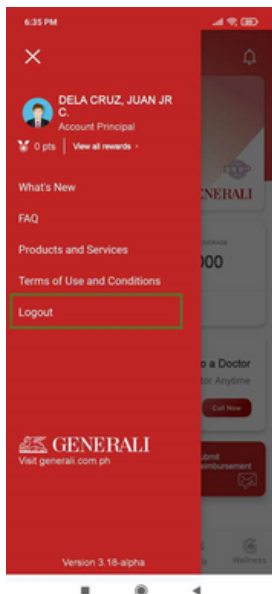 6:35 PM
DELA CRUZ, JUAN JR
C.
Account Principal
0 pts | View all rewards ›
What's New
FAQ
Products and Services
Terms of Use and Conditions
Logout
GENERALI
Visit generali.com.ph
Version 3.18-alpha
NERALI
000
o a Doctor
tor Anytime.
Call Now
ubmit
eimbursement
Wellness